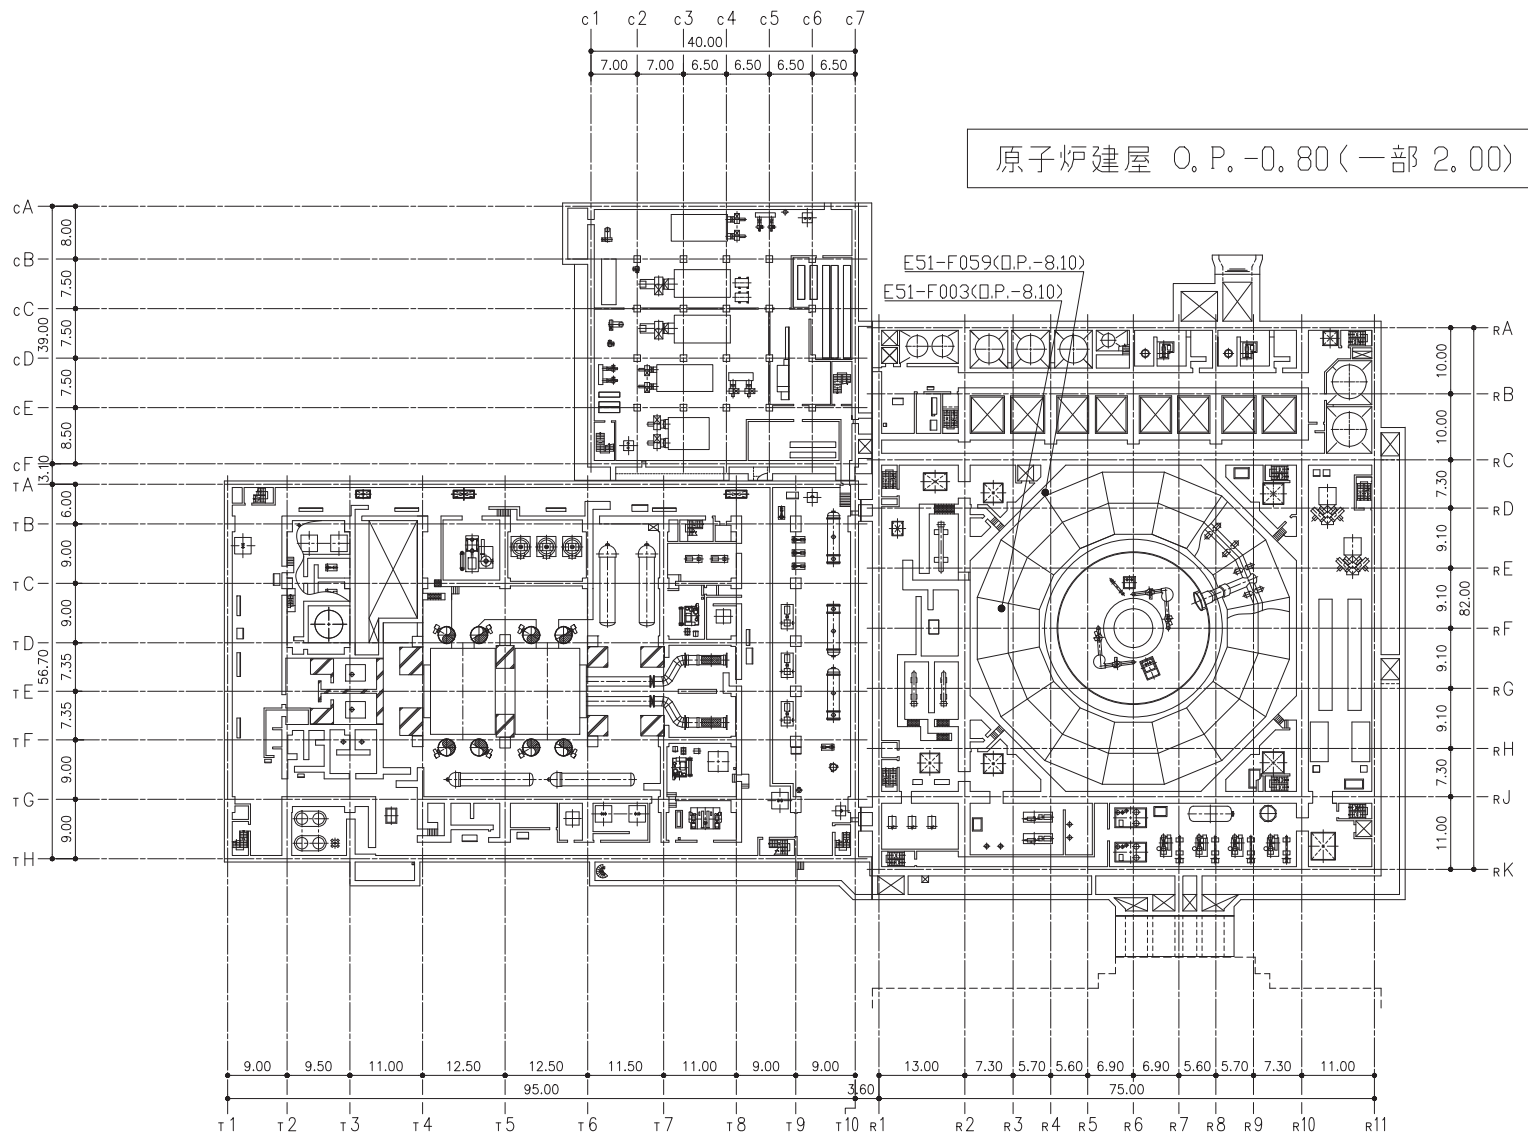 c1 c2 c3 c4 c5 c6 c7
40.00
7.00 7.00 6.50 6.50 6.50 6.50
原子炉建屋 O.P.-0.80(一部 2.00)
cA
8.00
cB
7.50
cC
7.50
39.00
cD
7.50
cE
8.50
cF
3.10
TA
6.00
TB
9.00
TC
9.00
TD
7.35
56.70
TE
7.35
TF
9.00
TG
9.00
TH
E51-F059(O.P.-8.10)
E51-F003(O.P.-8.10)
RA
10.00
RB
10.00
RC
7.30
RD
9.10
RE
9.10
82.00
RF
9.10
RG
9.10
RH
7.30
RJ
11.00
RK
9.00 9.50 11.00 12.50 12.50 11.50 11.00 9.00 9.00 13.00 7.30 5.70 5.60 6.90 6.90 5.60 5.70 7.30 11.00
95.00 3.60 75.00
T1 T2 T3 T4 T5 T6 T7 T8 T9 T10 R1 R2 R3 R4 R5 R6 R7 R8 R9 R10 R11